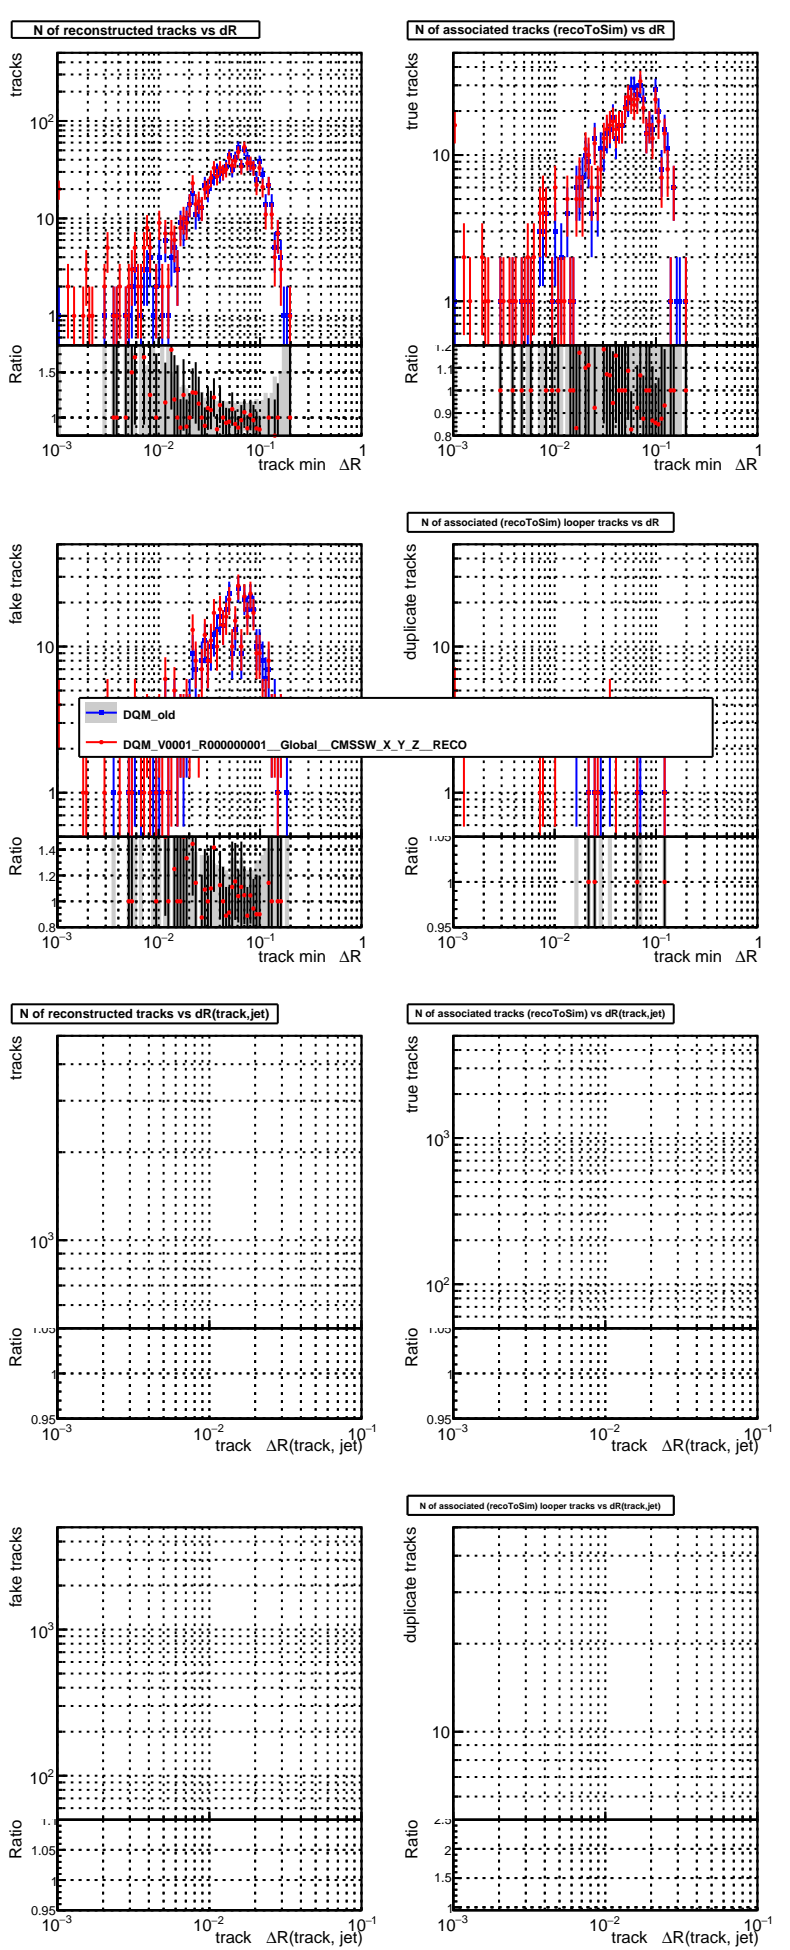 N of reconstructed tracks vs dR
tracks
10²
10
1
Ratio
1.5
1
10⁻³
10⁻²
10⁻¹
1
track min ΔR
N of associated tracks (recoToSim) vs dR
true tracks
10
1
Ratio
1.2
1.1
1
0.9
0.8
10⁻³
10⁻²
10⁻¹
1
track min ΔR
fake tracks
10
1
Ratio
1.4
1.2
1
0.8
10⁻³
10⁻²
10⁻¹
1
track min ΔR
N of associated (recoToSim) looper tracks vs dR
duplicate tracks
10
1
Ratio
1.05
1
0.95
10⁻³
10⁻²
10⁻¹
1
track min ΔR
DQM_old
DQM_V0001_R000000001__Global__CMSSW_X_Y_Z__RECO
N of reconstructed tracks vs dR(track,jet)
tracks
10³
Ratio
1.05
1
0.95
10⁻³
10⁻²
10⁻¹
track ΔR(track, jet)
N of associated tracks (recoToSim) vs dR(track,jet)
true tracks
10³
10²
Ratio
1.05
1
0.95
10⁻³
10⁻²
10⁻¹
track ΔR(track, jet)
fake tracks
10³
10²
Ratio
1.1
1.05
1
0.95
10⁻³
10⁻²
10⁻¹
track ΔR(track, jet)
N of associated (recoToSim) looper tracks vs dR(track,jet)
duplicate tracks
10
Ratio
2.5
2
1.5
1
10⁻³
10⁻²
10⁻¹
track ΔR(track, jet)